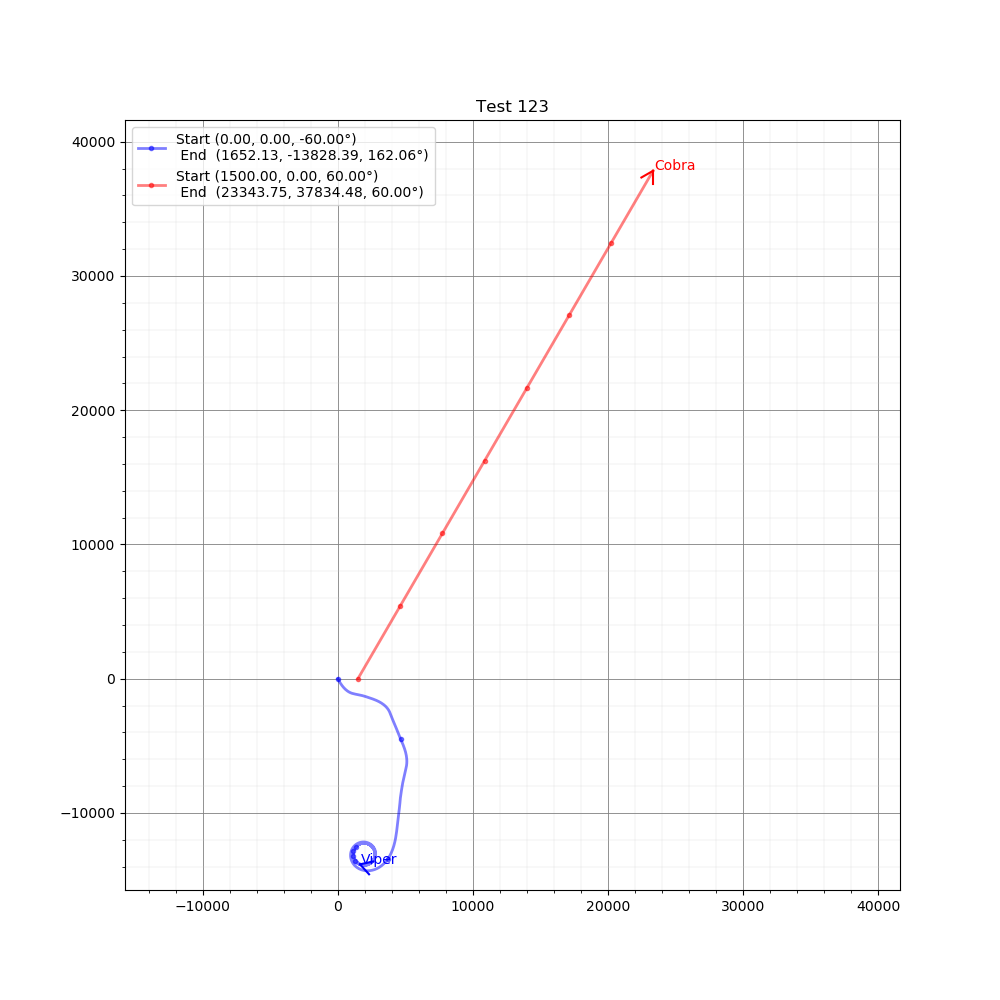 Test 123
Start (0.00, 0.00, -60.00°)
End (1652.13, -13828.39, 162.06°)
Start (1500.00, 0.00, 60.00°)
End (23343.75, 37834.48, 60.00°)
Cobra
Viper
40000
30000
20000
10000
0
−10000
−10000 0 10000 20000 30000 40000